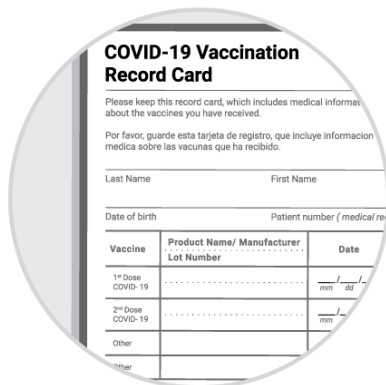 COVID-19 Vaccination
Record Card
Please keep this record card, which includes medical
about the vaccines you have received.
Por favor, guarde esta tarjeta de registro, que incluye informacion
medica sobre las vacunas que ha recibido.
Last Name First Name
Date of birth Patient number ( medical
Vaccine Product Name/ Manufacturer Date
Lot Number
1st Dose
COVID- 19
mm dd
2nd Dose
COVID- 19
mm
Other
Other